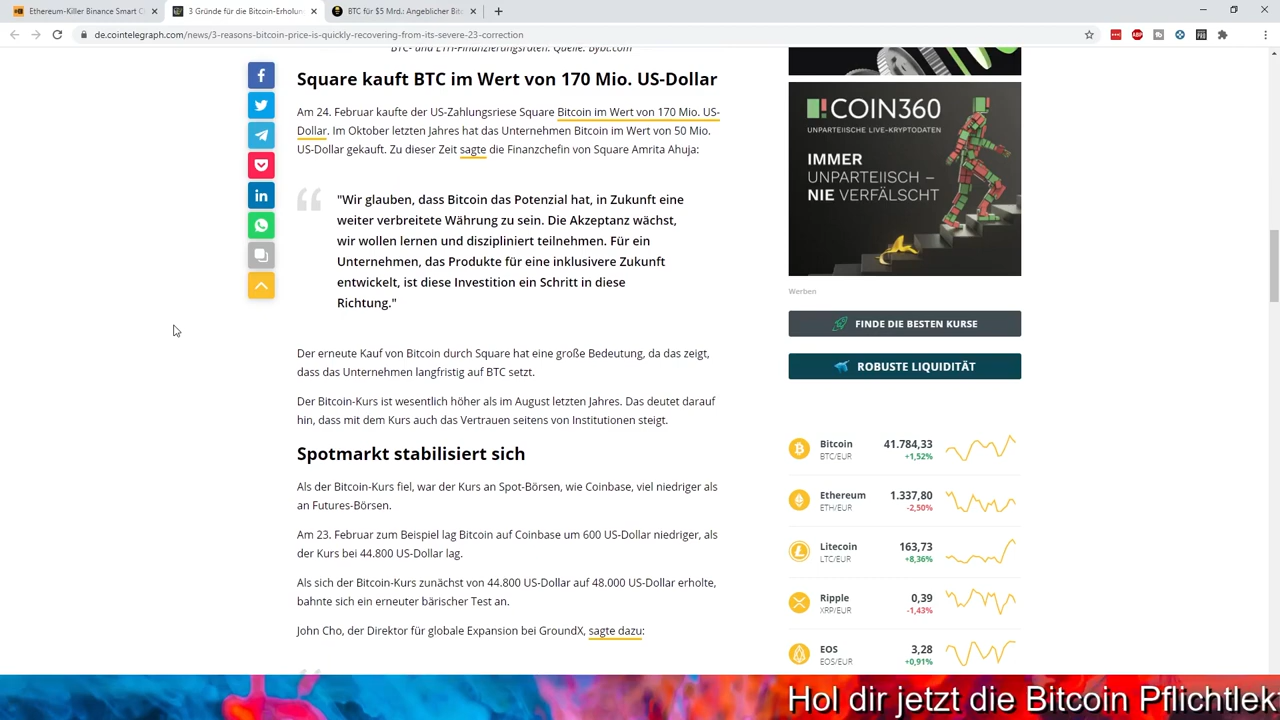 Ethereum-Killer Binance Smart C
3 Gründe für die Bitcoin-Erholun
BTC für $5 Mrd.: Angeblicher Bit
de.cointelegraph.com/news/3-reasons-bitcoin-price-is-quickly-recovering-from-its-severe-23-correction
BTC- und ETH-Finanzierungsraten. Quelle: Bybt.com
Square kauft BTC im Wert von 170 Mio. US-Dollar
Am 24. Februar kaufte der US-Zahlungsriese Square Bitcoin im Wert von 170 Mio. US-
Dollar. Im Oktober letzten Jahres hat das Unternehmen Bitcoin im Wert von 50 Mio.
US-Dollar gekauft. Zu dieser Zeit sagte die Finanzchefin von Square Amrita Ahuja:
"Wir glauben, dass Bitcoin das Potenzial hat, in Zukunft eine
weiter verbreitete Währung zu sein. Die Akzeptanz wächst,
wir wollen lernen und diszipliniert teilnehmen. Für ein
Unternehmen, das Produkte für eine inklusivere Zukunft
entwickelt, ist diese Investition ein Schritt in diese
Richtung."
Der erneute Kauf von Bitcoin durch Square hat eine große Bedeutung, da das zeigt,
dass das Unternehmen langfristig auf BTC setzt.
Der Bitcoin-Kurs ist wesentlich höher als im August letzten Jahres. Das deutet darauf
hin, dass mit dem Kurs auch das Vertrauen seitens von Institutionen steigt.
Spotmarkt stabilisiert sich
Als der Bitcoin-Kurs fiel, war der Kurs an Spot-Börsen, wie Coinbase, viel niedriger als
an Futures-Börsen.
Am 23. Februar zum Beispiel lag Bitcoin auf Coinbase um 600 US-Dollar niedriger, als
der Kurs bei 44.800 US-Dollar lag.
Als sich der Bitcoin-Kurs zunächst von 44.800 US-Dollar auf 48.000 US-Dollar erholte,
bahnte sich ein erneuter bärischer Test an.
John Cho, der Direktor für globale Expansion bei GroundX, sagte dazu:
COIN360
UNPARTEIISCHE LIVE-KRYPTODATEN
IMMER
UNPARTEIISCH –
NIE VERFÄLSCHT
Werben
FINDE DIE BESTEN KURSE
ROBUSTE LIQUIDITÄT
Bitcoin 41.784,33
BTC/EUR +1,52%
Ethereum 1.337,80
ETH/EUR -2,50%
Litecoin 163,73
LTC/EUR +8,36%
Ripple 0,39
XRP/EUR -1,43%
EOS 3,28
EOS/EUR +0,91%
Hol dir jetzt die Bitcoin Pflichtlek